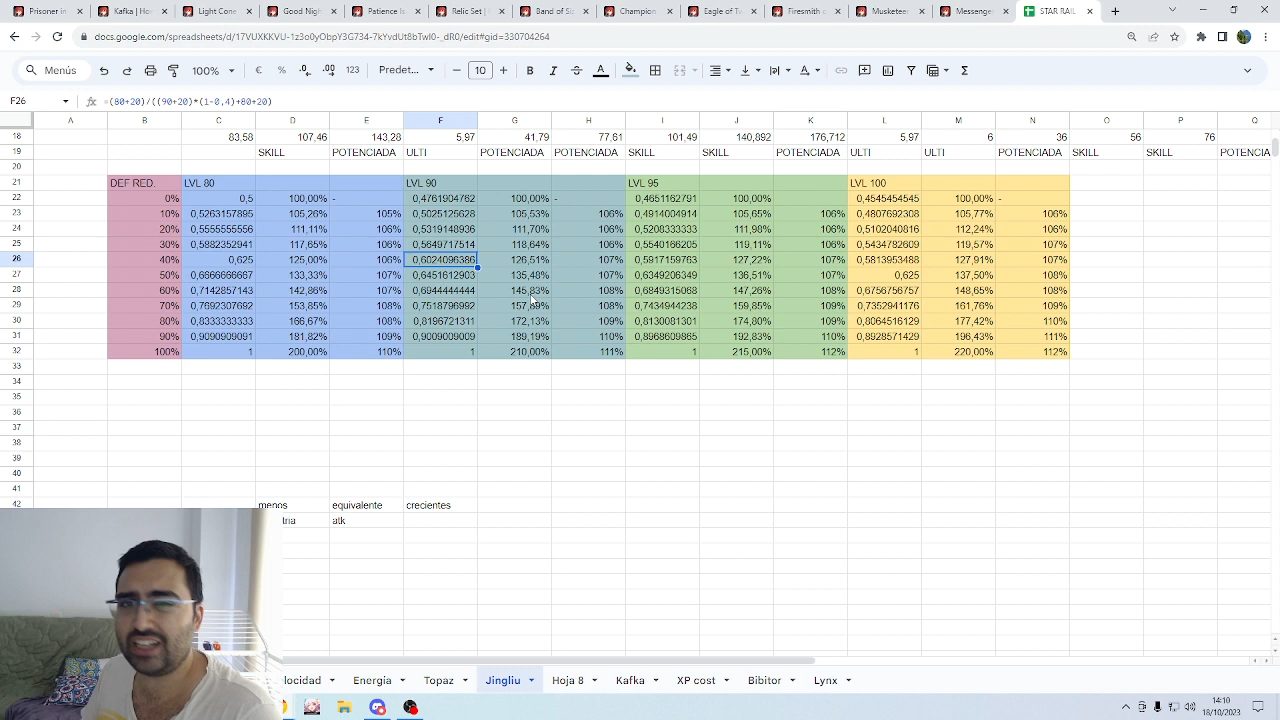 Prisoner in
Kafka | Ho
Light Cone
Good Nigh
Patience Is
Relic Set |
Band of Si
Champion
Eagle of Tw
Firesmith o
Musketee
Messenge
STAR RAIL
docs.google.com/spreadsheets/d/17VUXKKVU-1z3o0yObpY3G734-7kYvdUt8bTwI0-_dR0/edit#gid=330704264
Menús 100% € % .0 .00 123 Predet... 10 B I A
F26 fx =(80+20)/((90+20)*(1-0,4)+80+20)
A B C D E F G H I J K L M N O P Q
18 83,58 107,46 143,28 5,97 41,79 77,61 101,49 140,892 176,712 5,97 6 36 56 76
19 SKILL POTENCIADA ULTI POTENCIADA POTENCIADA SKILL SKILL POTENCIADA ULTI ULTI POTENCIADA SKILL SKILL POTENCIA
20
21 DEF RED. LVL 80 LVL 90 LVL 95 LVL 100
22 0% 0,5 100,00% - 0,4761904762 100,00% - 0,4651162791 100,00% 0,4545454545 100,00% -
23 10% 0,5263157895 105,26% 105% 0,5025125628 105,53% 106% 0,4914004914 105,65% 106% 0,4807692308 105,77% 106%
24 20% 0,5555555556 111,11% 106% 0,5319148936 111,70% 106% 0,5238333333 111,98% 106% 0,5102040816 112,24% 106%
25 30% 0,5882352941 117,65% 106% 0,5649717514 118,64% 106% 0,5540166205 119,11% 106% 0,5434782609 119,57% 107%
26 40% 0,625 125,00% 106% 0,6024096386 126,51% 107% 0,5917159763 127,22% 107% 0,5813953488 127,91% 107%
27 50% 0,6666666667 133,33% 107% 0,6451612903 135,48% 107% 0,6349206349 136,51% 107% 0,625 137,50% 108%
28 60% 0,7142857143 142,86% 107% 0,6944444444 145,83% 108% 0,6849315068 147,26% 108% 0,6756756757 148,65% 108%
29 70% 0,7692307692 153,85% 108% 0,7518796992 157,89% 108% 0,7434944238 159,85% 109% 0,7352941176 161,76% 109%
30 80% 0,8333333333 166,67% 108% 0,8196721311 172,13% 109% 0,8130081301 174,80% 109% 0,8064516129 177,42% 110%
31 90% 0,9090909091 181,82% 109% 0,9009009009 189,19% 110% 0,8968609865 192,83% 110% 0,8928571429 196,43% 111%
32 100% 1 200,00% 110% 1 210,00% 111% 1 215,00% 112% 1 220,00% 112%
33
34
35
36
37
38
39
40
41
42 menos equivalente crecientes
tria atk
locidad Energía Topaz Jingliu Hoja 8 Kafka XP cost Bibitor Lynx
14:10
18/10/2023